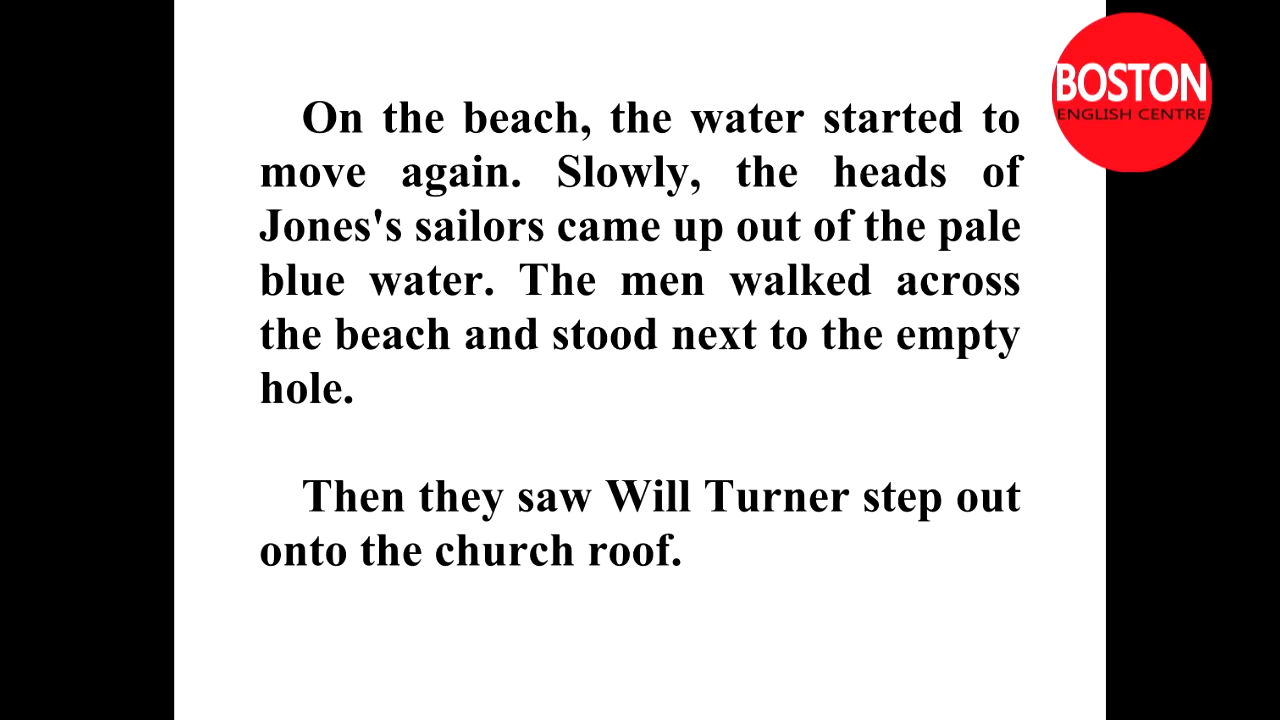 BOSTON
ENGLISH CENTRE
On the beach, the water started to
move again. Slowly, the heads of
Jones's sailors came up out of the pale
blue water. The men walked across
the beach and stood next to the empty
hole.
Then they saw Will Turner step out
onto the church roof.